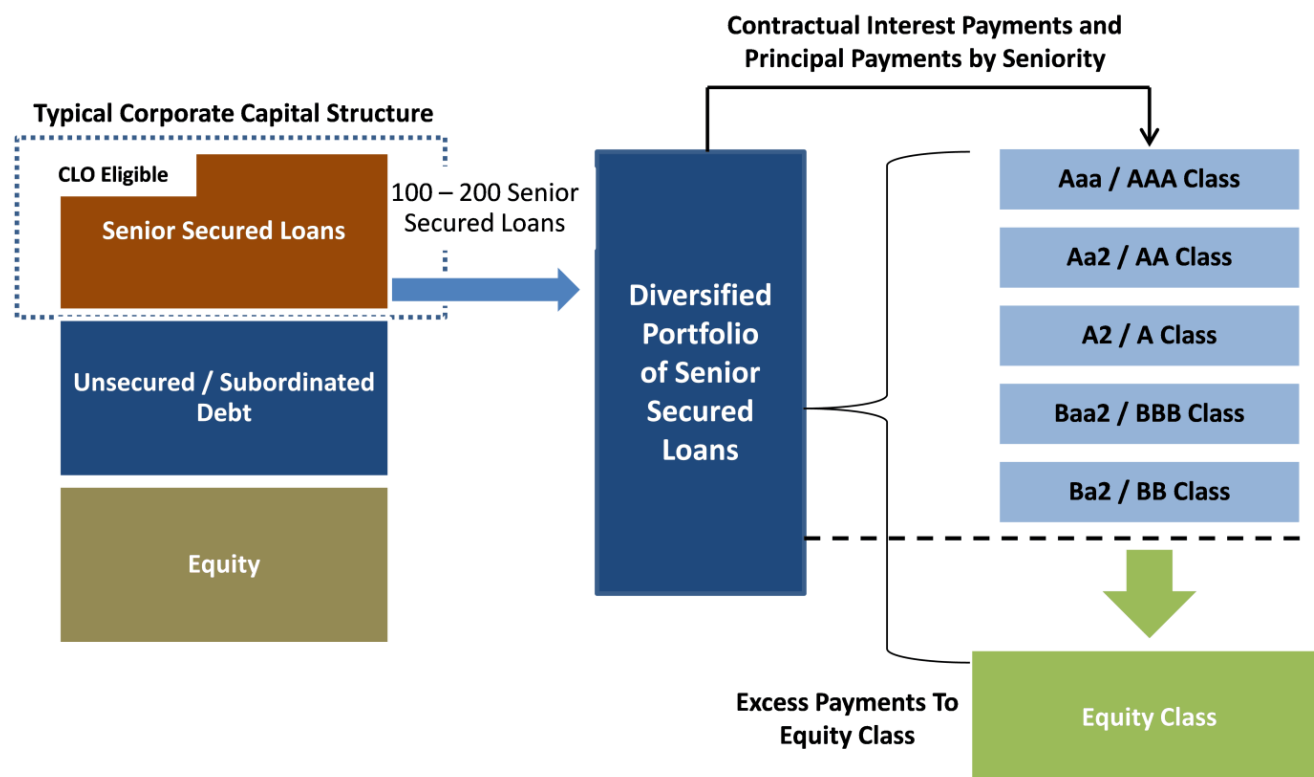 Contractual Interest Payments and
Principal Payments by Seniority
Typical Corporate Capital Structure
CLO Eligible
Senior Secured Loans
100 – 200 Senior
Secured Loans
Unsecured / Subordinated
Debt
Equity
Diversified
Portfolio
of Senior
Secured
Loans
Aaa / AAA Class
Aa2 / AA Class
A2 / A Class
Baa2 / BBB Class
Ba2 / BB Class
Excess Payments To
Equity Class
Equity Class